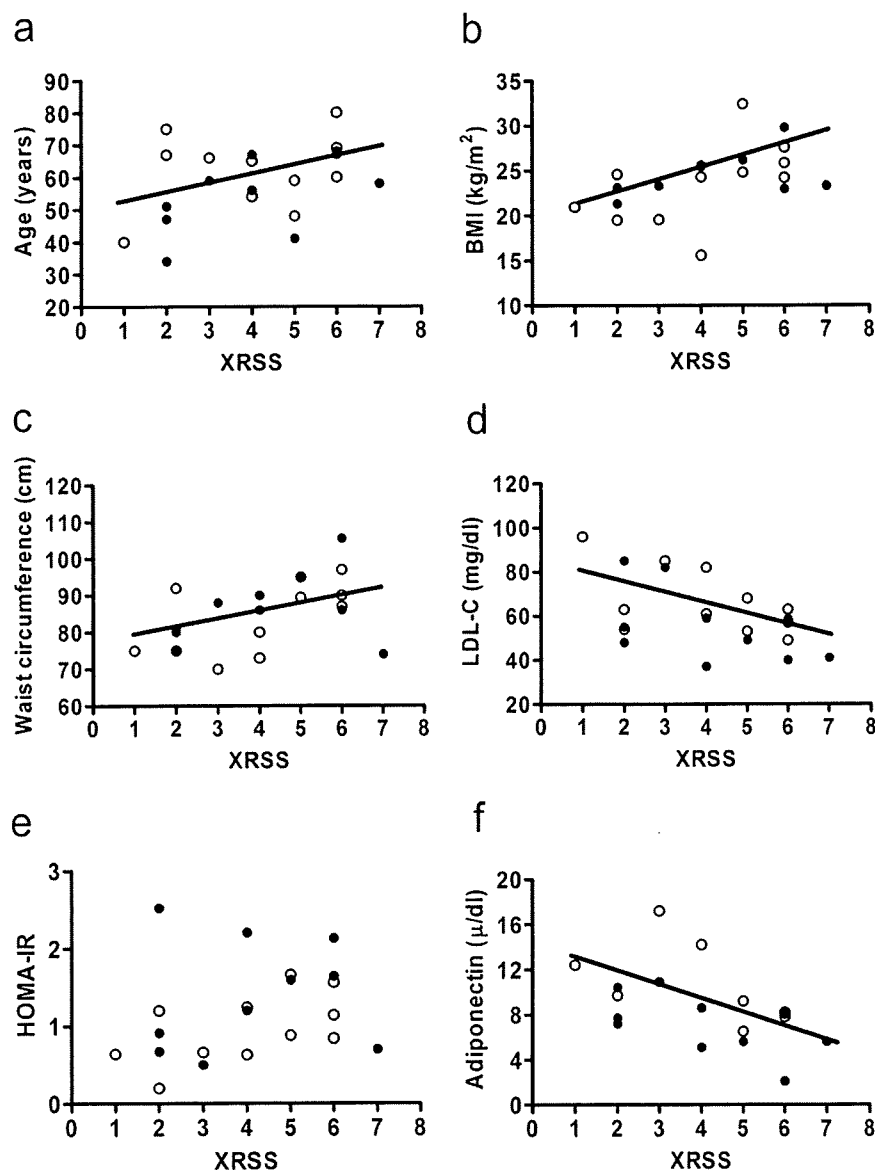 a
90
80
70
60
50
40
30
20
Age (years)
0 1 2 3 4 5 6 7 8
XRSS
b
35
30
25
20
15
10
BMI (kg/m²)
0 1 2 3 4 5 6 7 8
XRSS
c
120
110
100
90
80
70
60
Waist circumference (cm)
0 1 2 3 4 5 6 7 8
XRSS
d
120
100
80
60
40
20
LDL-C (mg/dl)
0 1 2 3 4 5 6 7 8
XRSS
e
3
2
1
0
HOMA-IR
0 1 2 3 4 5 6 7 8
XRSS
f
20
16
12
8
4
0
Adiponectin (μ/dl)
0 1 2 3 4 5 6 7 8
XRSS